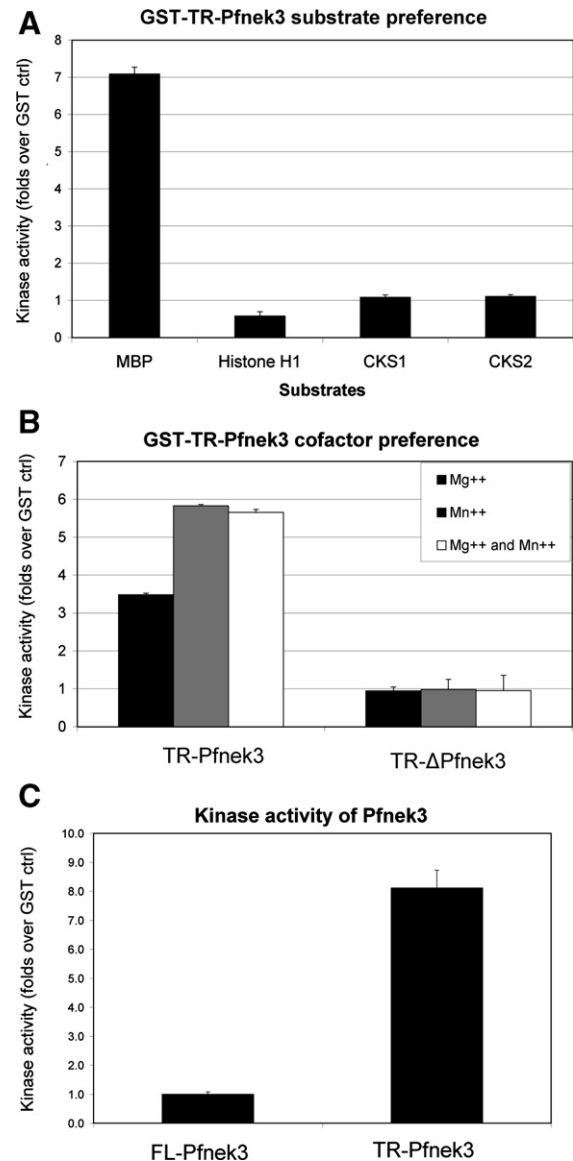 A
GST-TR-Pfnek3 substrate preference
Kinase activity (folds over GST ctrl)
8
7
6
5
4
3
2
1
0
MBP Histone H1 CKS1 CKS2
Substrates
B
GST-TR-Pfnek3 cofactor preference
Kinase activity (folds over GST ctrl)
7
6
5
4
3
2
1
0
Mg++
Mn++
Mg++ and Mn++
TR-Pfnek3 TR-ΔPfnek3
C
Kinase activity of Pfnek3
Kinase activity (folds over GST ctrl)
10.0
9.0
8.0
7.0
6.0
5.0
4.0
3.0
2.0
1.0
0.0
FL-Pfnek3 TR-Pfnek3